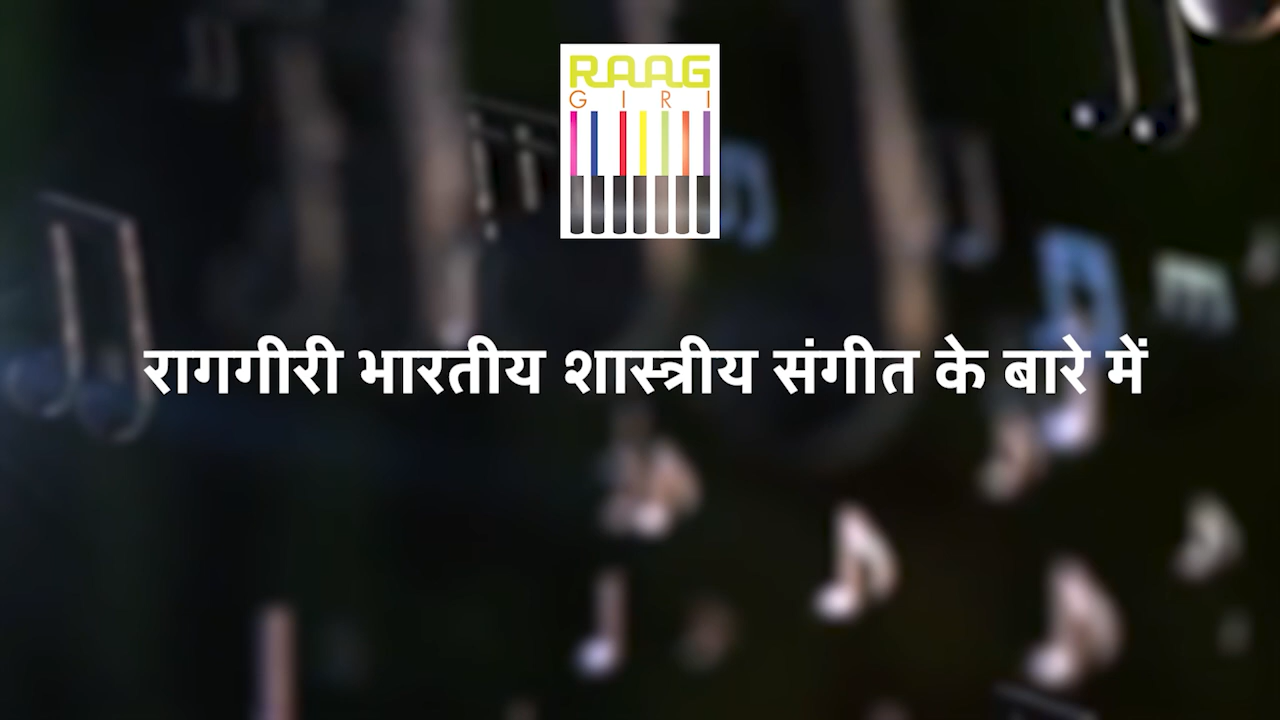 RAAG
GIRI
रागगीरी भारतीय शास्त्रीय संगीत के बारे में